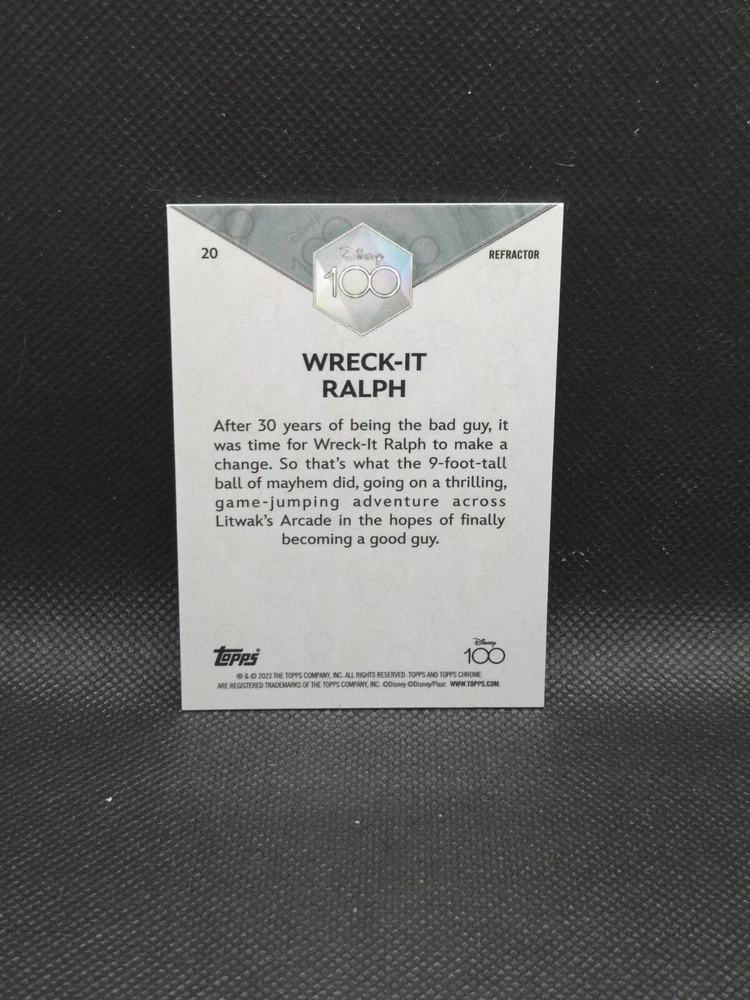 20
REFRACTOR
Disney
100
WRECK-IT
RALPH
After 30 years of being the bad guy, it
was time for Wreck-It Ralph to make a
change. So that's what the 9-foot-tall
ball of mayhem did, going on a thrilling,
game-jumping adventure across
Litwak's Arcade in the hopes of finally
becoming a good guy.
topps®
Disney
100
® & © 2023 THE TOPPS COMPANY, INC. ALL RIGHTS RESERVED. TOPPS AND TOPPS CHROME
ARE REGISTERED TRADEMARKS OF THE TOPPS COMPANY, INC. ©Disney ©Disney/Pixar. WWW.TOPPS.COM.